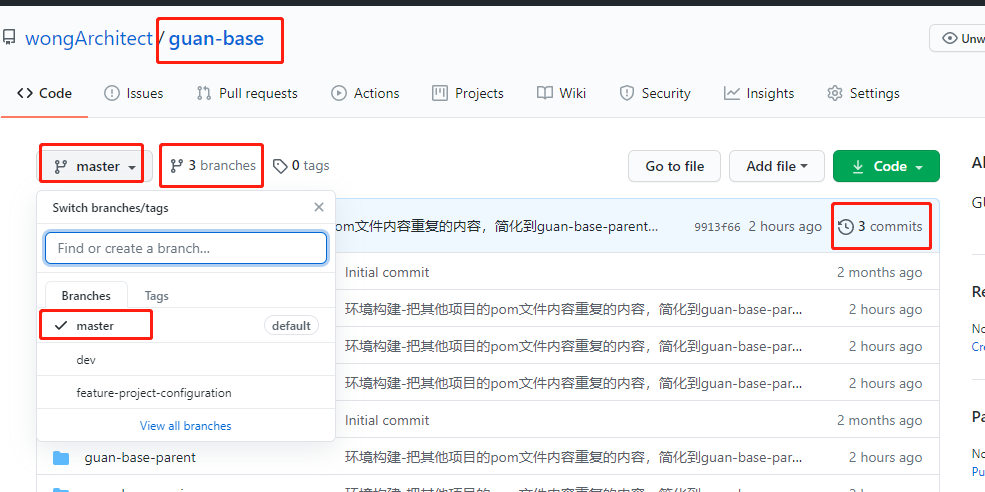 wongArchitect / guan-base
Unw
Code Issues Pull requests Actions Projects Wiki Security Insights Settings
master 3 branches 0 tags Go to file Add file Code
Switch branches/tags
Find or create a branch...
Branches Tags
master default
dev
feature-project-configuration
View all branches
om文件内容重复的内容，简化到guan-base-parent... 9913f66 2 hours ago 3 commits
Initial commit 2 months ago
环境构建-把其他项目的pom文件内容重复的内容，简化到guan-base-par... 2 hours ago
环境构建-把其他项目的pom文件内容重复的内容，简化到guan-base-par... 2 hours ago
环境构建-把其他项目的pom文件内容重复的内容，简化到guan-base-par... 2 hours ago
Initial commit 2 months ago
guan-base-parent 环境构建-把其他项目的pom文件内容重复的内容，简化到guan-base-par... 2 hours ago
Al
GU
Re
No
Cre
Pa
No
Pu